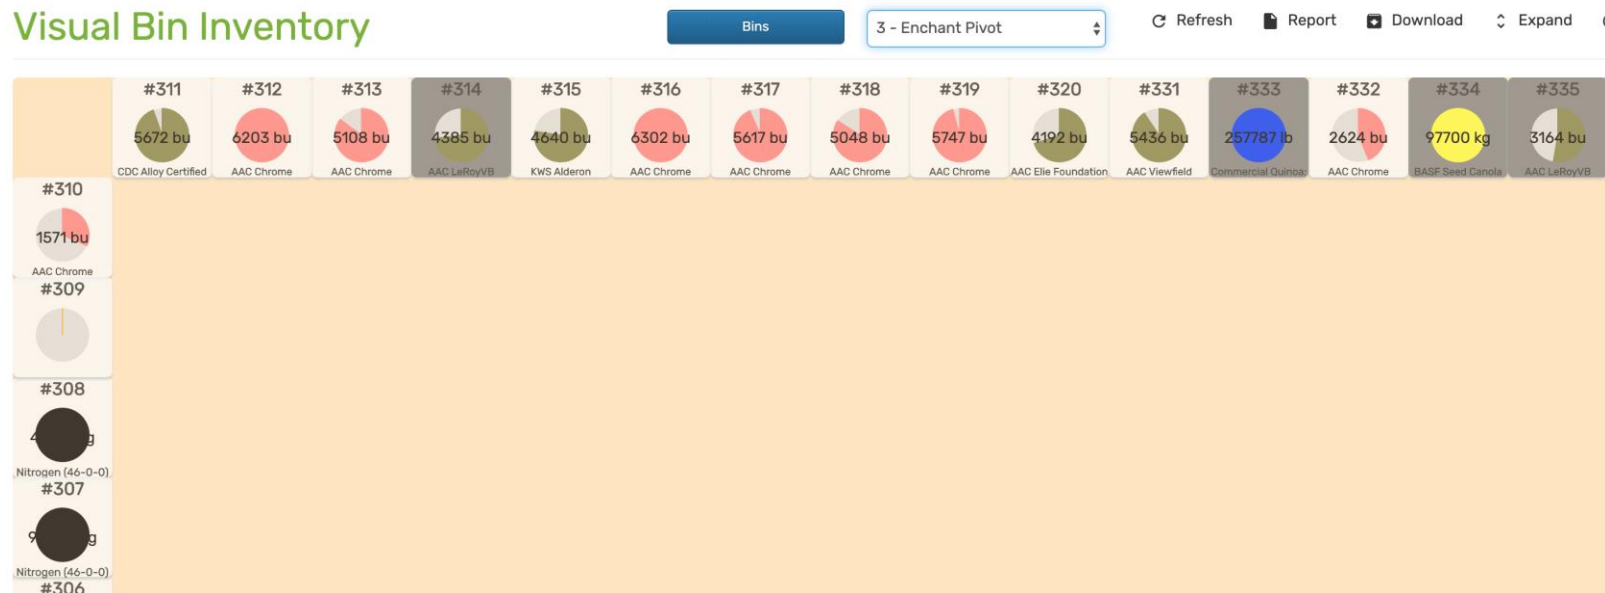 Visual Bin Inventory
Bins
3 - Enchant Pivot
Refresh
Report
Download
Expand
#311
5672 bu
CDC Alloy Certified
#312
6203 bu
AAC Chrome
#313
5108 bu
AAC Chrome
#314
4385 bu
AAC LeRoyVB
#315
4640 bu
KWS Alderon
#316
6302 bu
AAC Chrome
#317
5617 bu
AAC Chrome
#318
5048 bu
AAC Chrome
#319
5747 bu
AAC Chrome
#320
4192 bu
AAC Elie Foundation
#331
5436 bu
AAC Viewfield
#333
257787 lb
Commercial Quinoa
#332
2624 bu
AAC Chrome
#334
97700 kg
BASF Seed Canola
#335
3164 bu
AAC LeRoyVB
#310
1571 bu
AAC Chrome
#309
#308
Nitrogen (46-0-0)
#307
Nitrogen (46-0-0)
#306